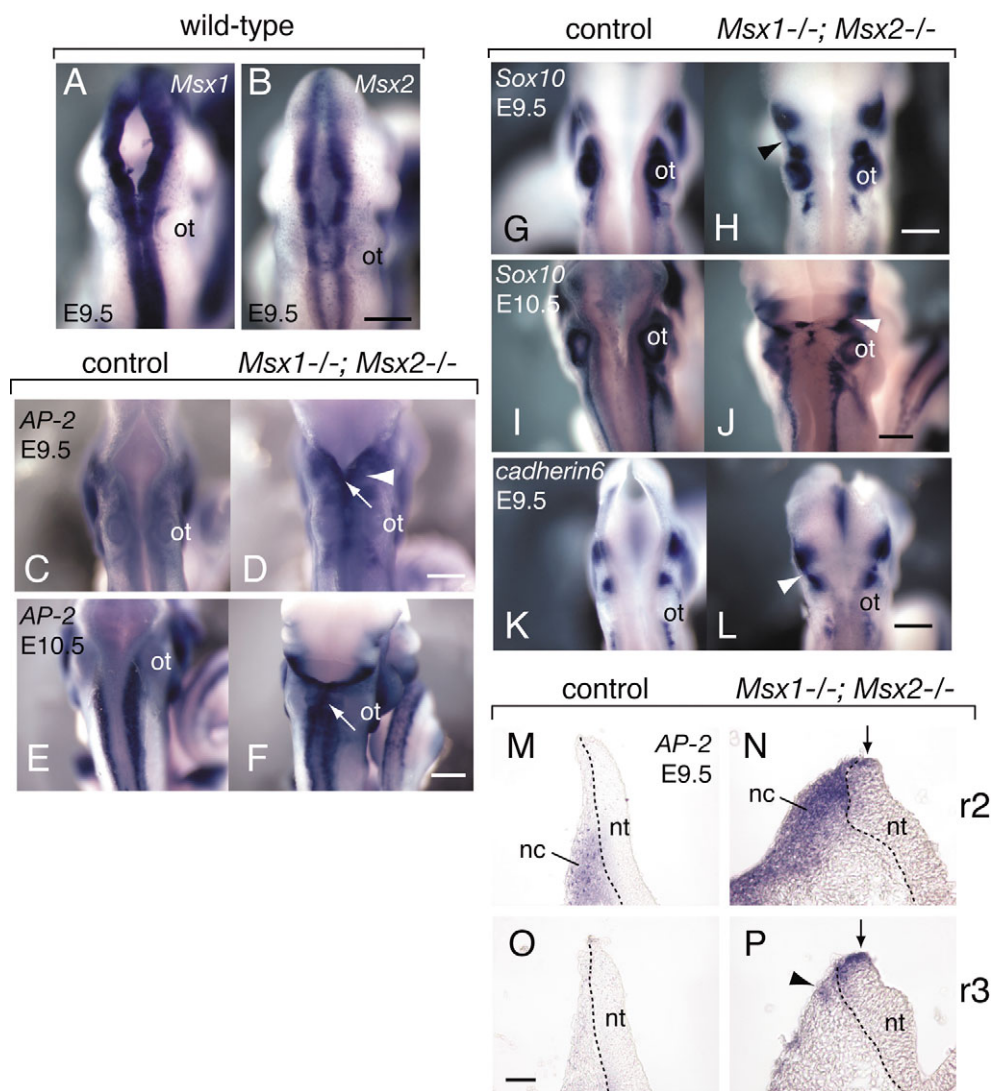 wild-type
A
Msx1
ot
E9.5
B
Msx2
ot
E9.5
control
Msx1-/-; Msx2-/-
AP-2
E9.5
C
ot
D
ot
AP-2
E10.5
E
ot
F
ot
control
Msx1-/-; Msx2-/-
Sox10
E9.5
G
ot
H
ot
Sox10
E10.5
I
ot
J
ot
cadherin6
E9.5
K
ot
L
ot
control
Msx1-/-; Msx2-/-
M
AP-2
E9.5
nc
nt
N
nc
nt
r2
O
nt
P
nt
r3